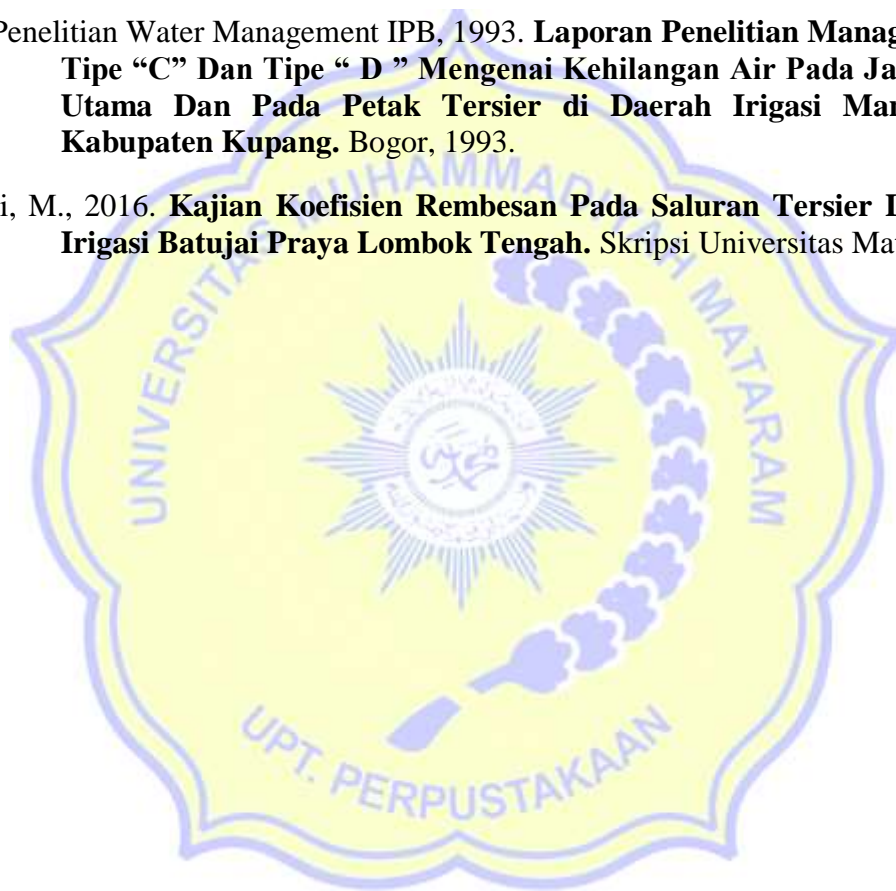 Penelitian Water Management IPB, 1993. Laporan Penelitian Manag
Tipe “C” Dan Tipe “ D ” Mengenai Kehilangan Air Pada Ja
Utama Dan Pada Petak Tersier di Daerah Irigasi Man
Kabupaten Kupang. Bogor, 1993.
i, M., 2016. Kajian Koefisien Rembesan Pada Saluran Tersier
Irigasi Batujai Praya Lombok Tengah. Skripsi Universitas Mat
UNIVERSITAS MUHAMMADIYAH MATARAM
UPT. PERPUSTAKAAN